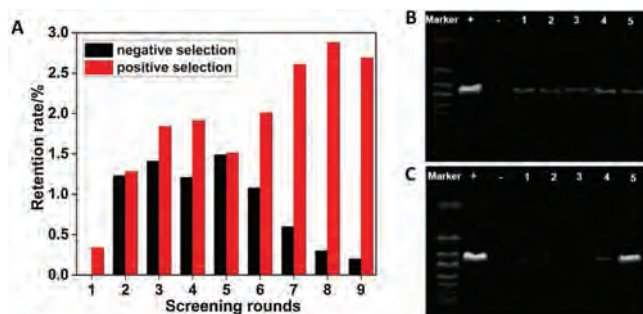 A
3.0
2.5
2.0
1.5
1.0
0.5
0.0
Retention rate/%
negative selection
positive selection
1 2 3 4 5 6 7 8 9
Screening rounds
B
Marker + - 1 2 3 4 5
C
Marker + - 1 2 3 4 5